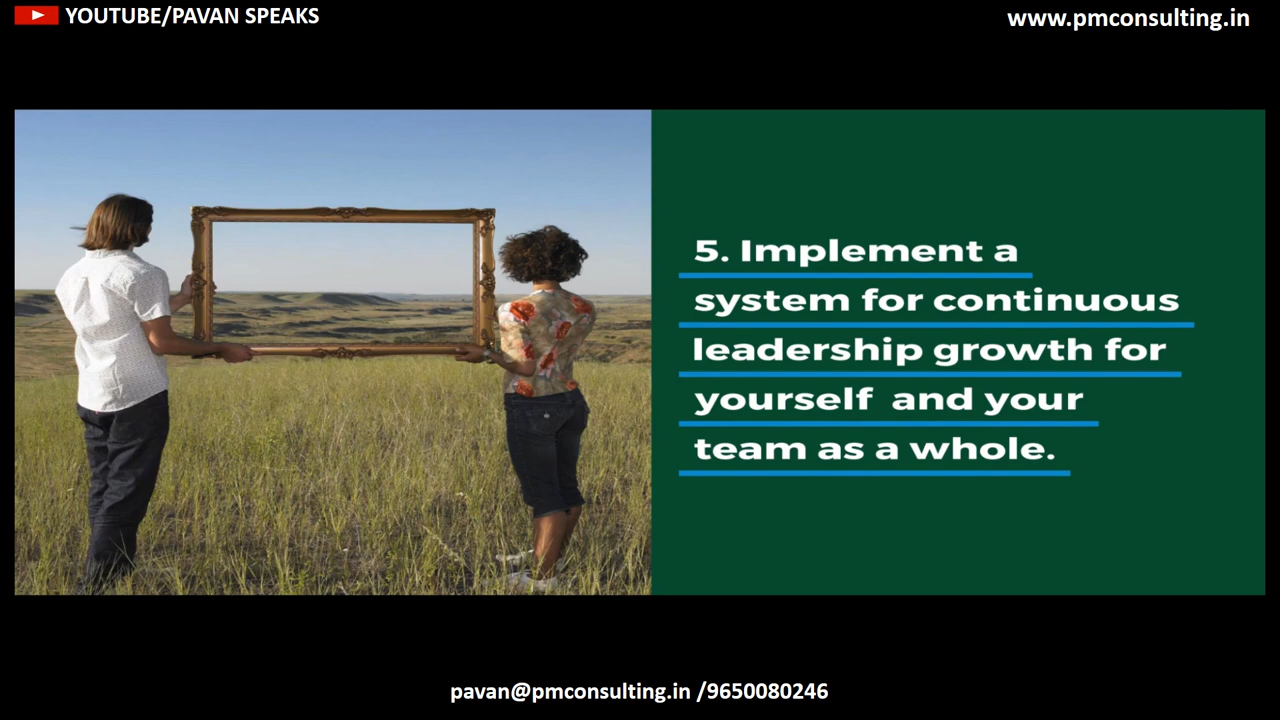 YOUTUBE/PAVAN SPEAKS
www.pmconsulting.in
5. Implement a
system for continuous
leadership growth for
yourself and your
team as a whole.
pavan@pmconsulting.in /9650080246